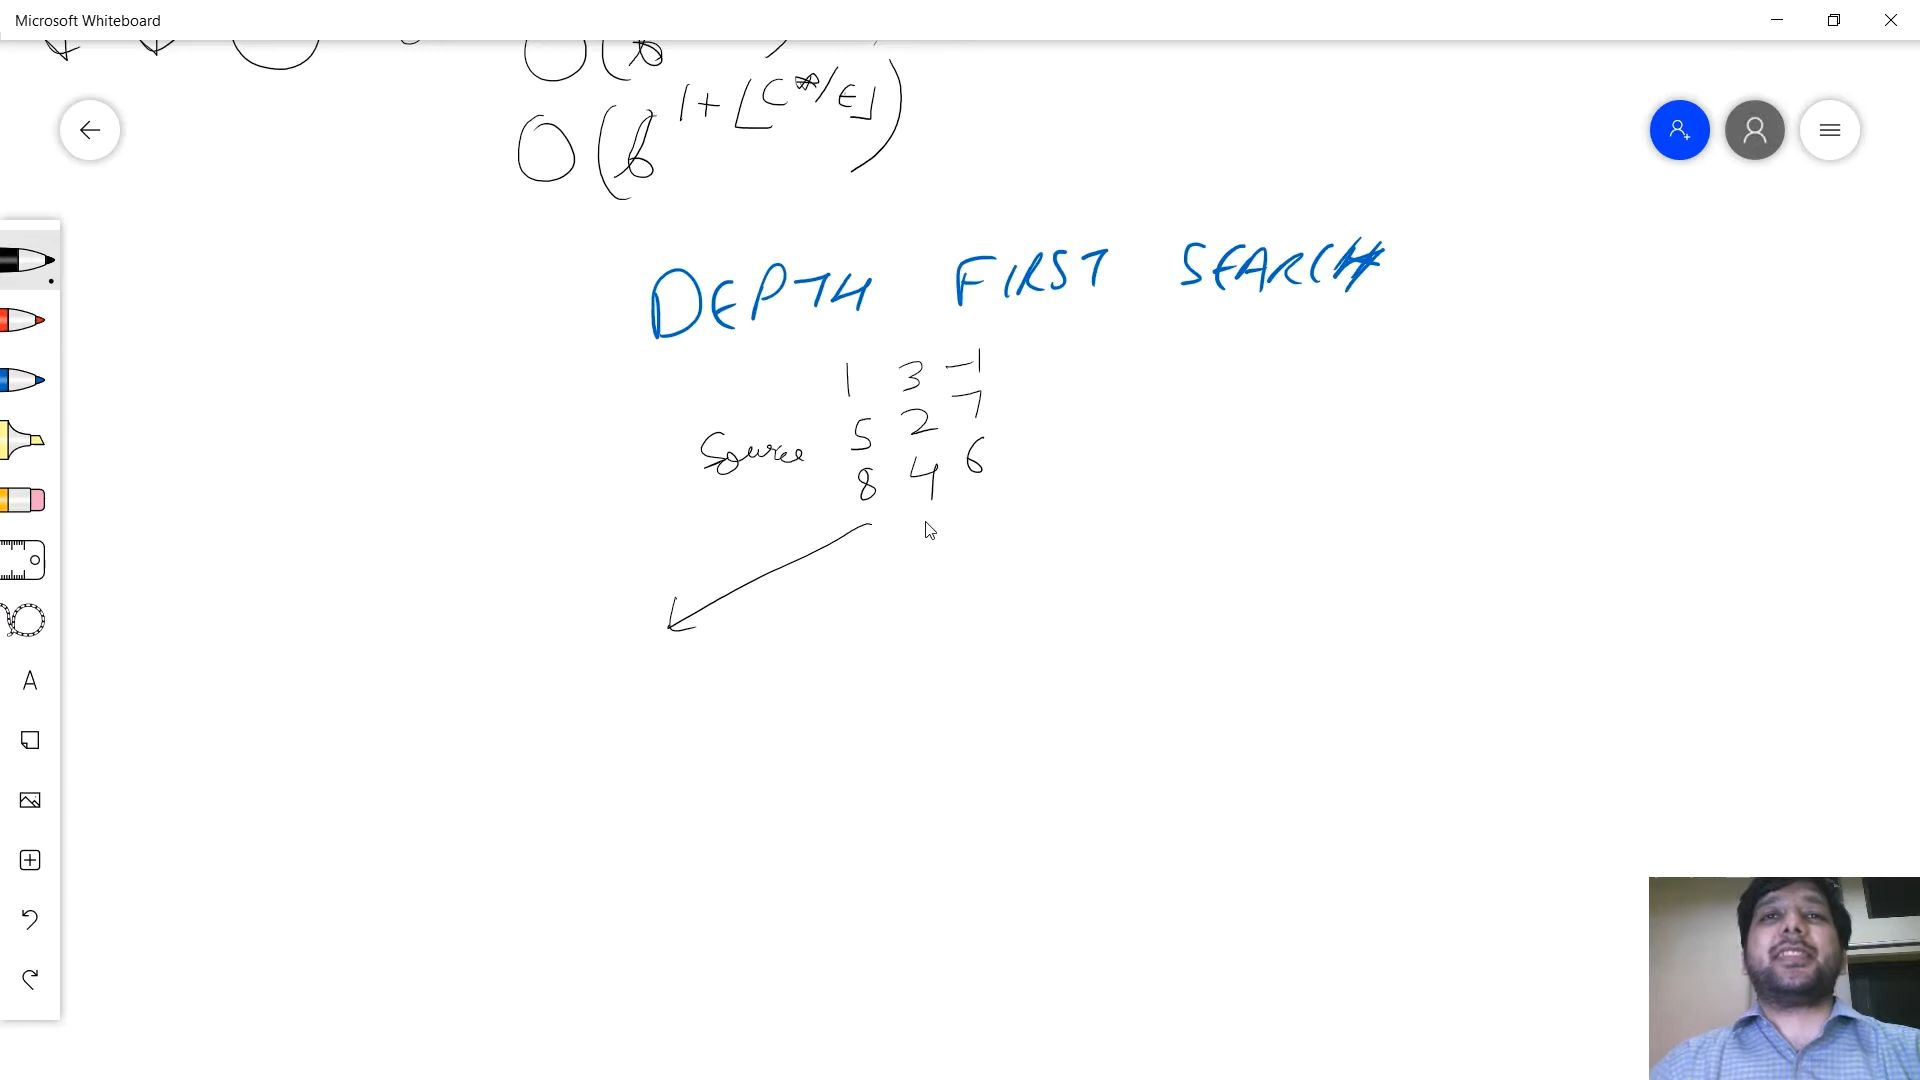 Microsoft Whiteboard
O(b
O(b^{1+⌊C*/ϵ⌋})
DEPTH FIRST SEARCH
1 3 -1
5 2 7
Source
8 4 6